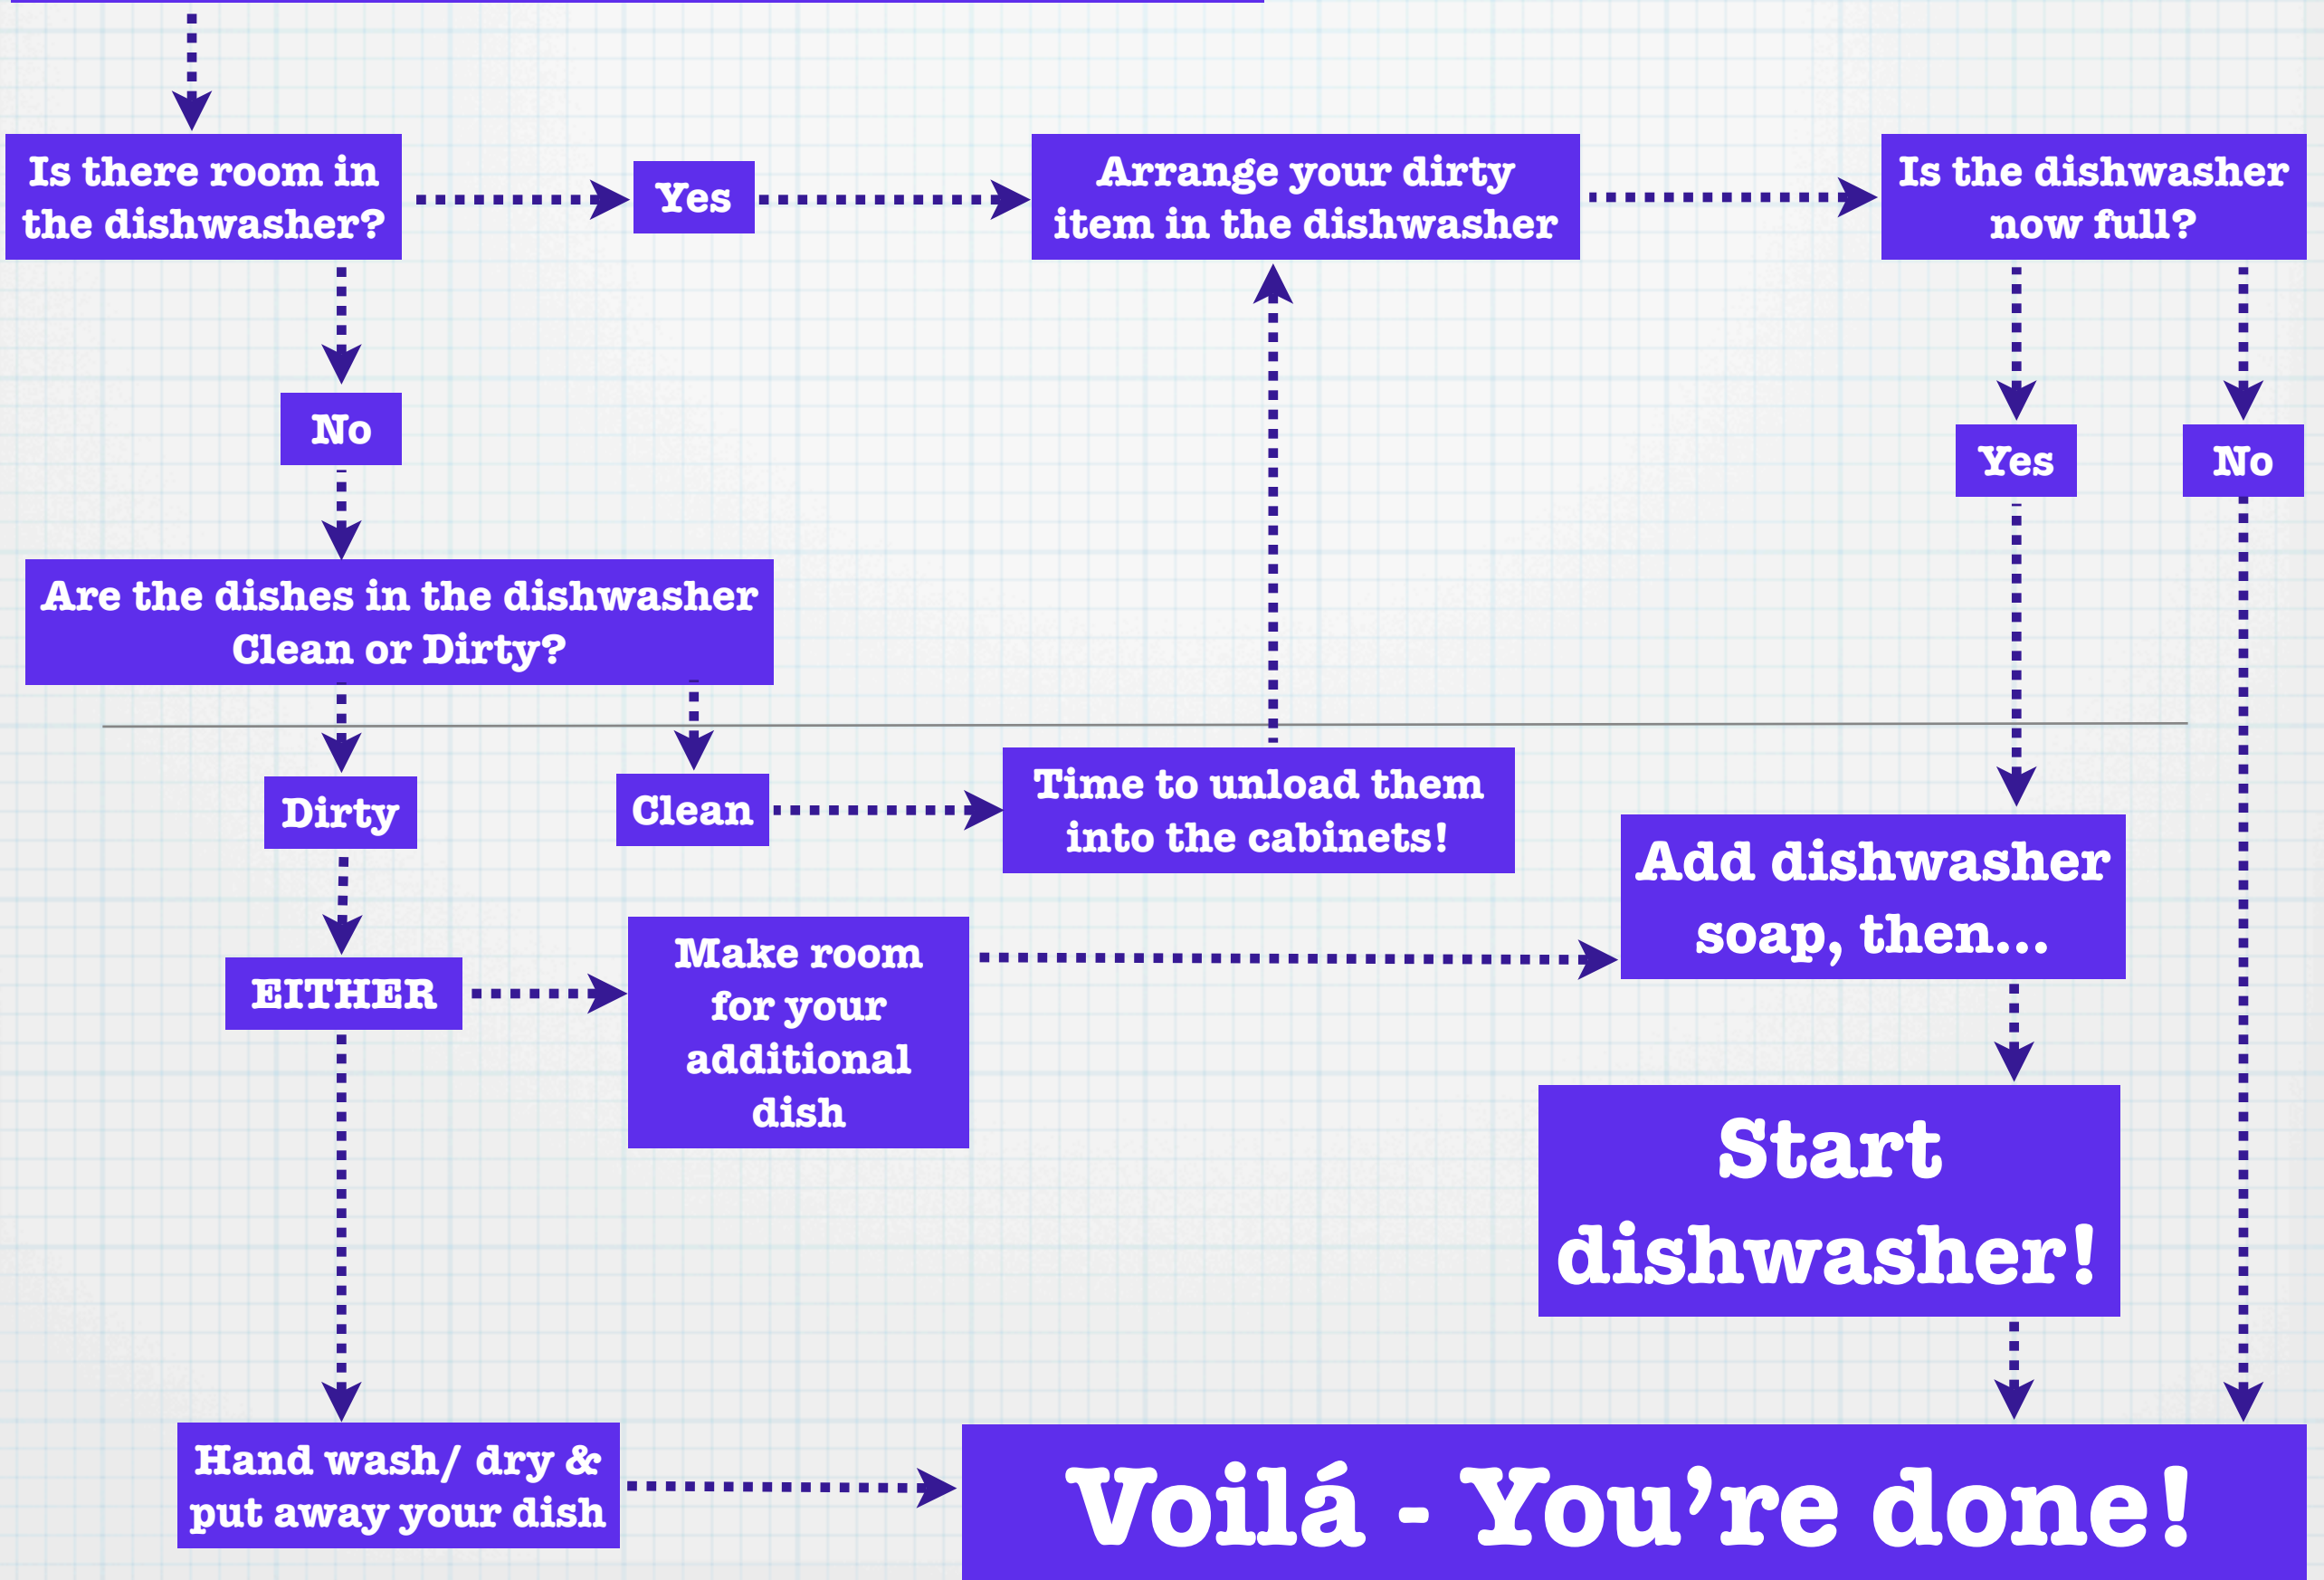 Is there room in
the dishwasher?
Yes
Arrange your dirty
item in the dishwasher
Is the dishwasher
now full?
No
Yes
No
Are the dishes in the dishwasher
Clean or Dirty?
Dirty
Clean
Time to unload them
into the cabinets!
Add dishwasher
soap, then...
EITHER
Make room
for your
additional
dish
Start
dishwasher!
Hand wash/ dry &
put away your dish
Voilá - You’re done!